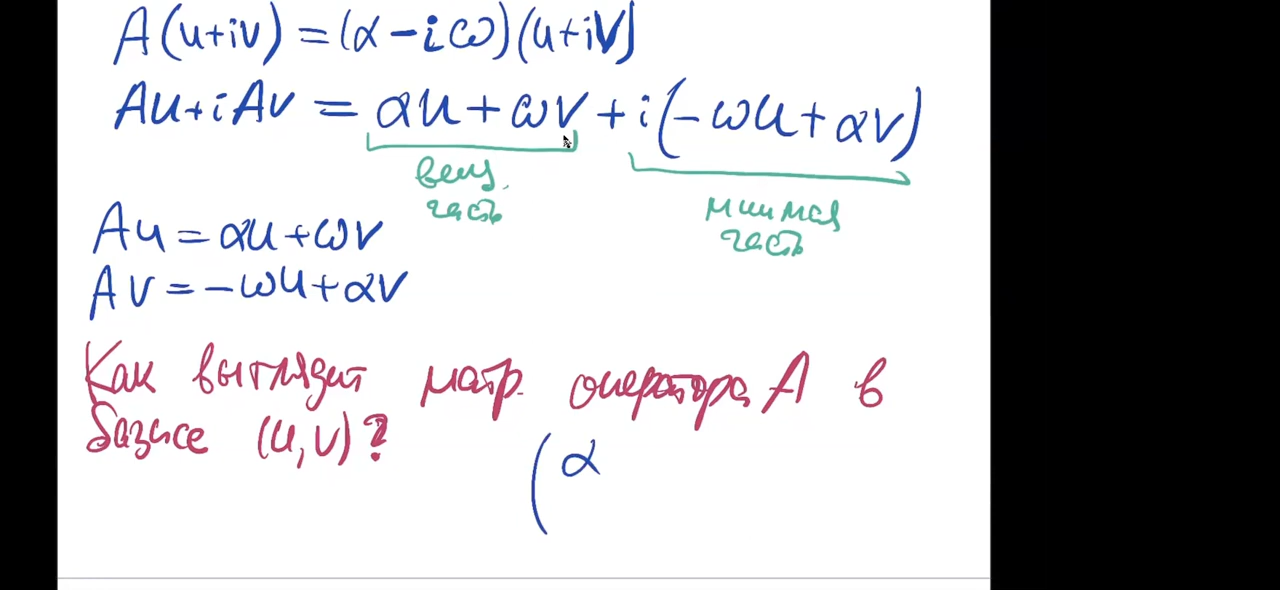 A(u+iv) = (α-iω)(u+iv)
Au+iAv = αu+ωv + i(-ωu+αv)
вещ. часть
мнимая часть
Au = αu+ωv
Av = -ωu+αv
Как выглядит матр. оператора A в
базисе (u,v)?
(α